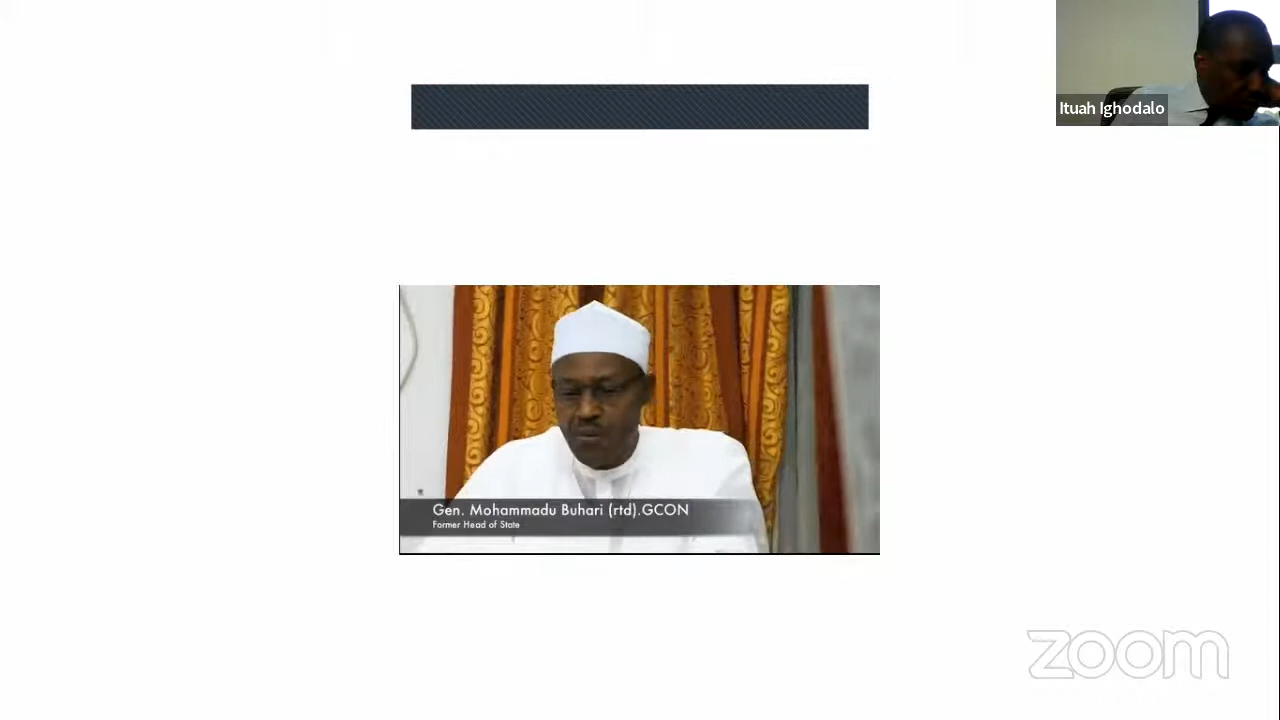 Ituah Ighodalo
Gen. Mohammadu Buhari (rtd).GCON
Former Head of State
zoom